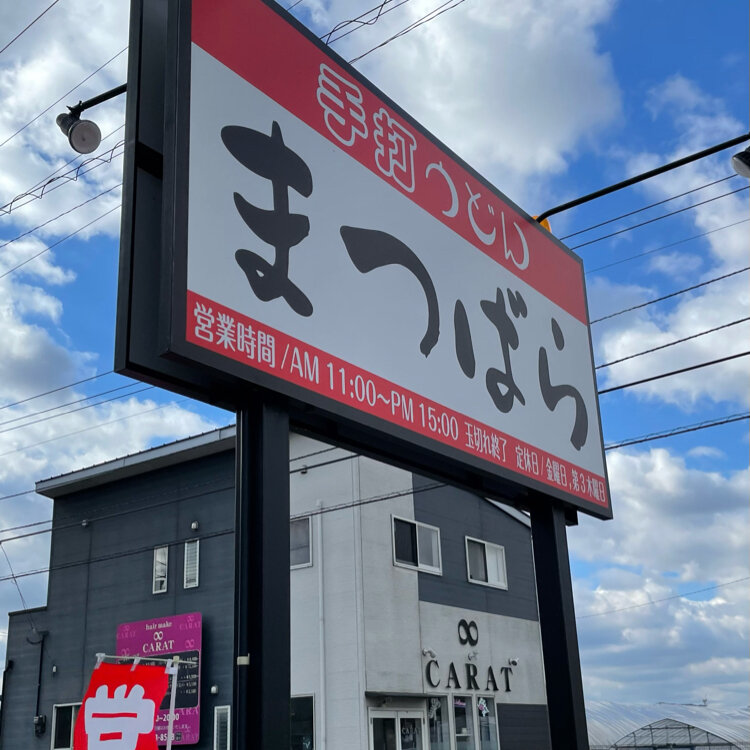 手打うどん
まつばら
営業時間/AM 11:00~PM 15:00 玉切れ終了 定休日/金曜日,第3木曜日
hair make
CARAT
CARAT
営